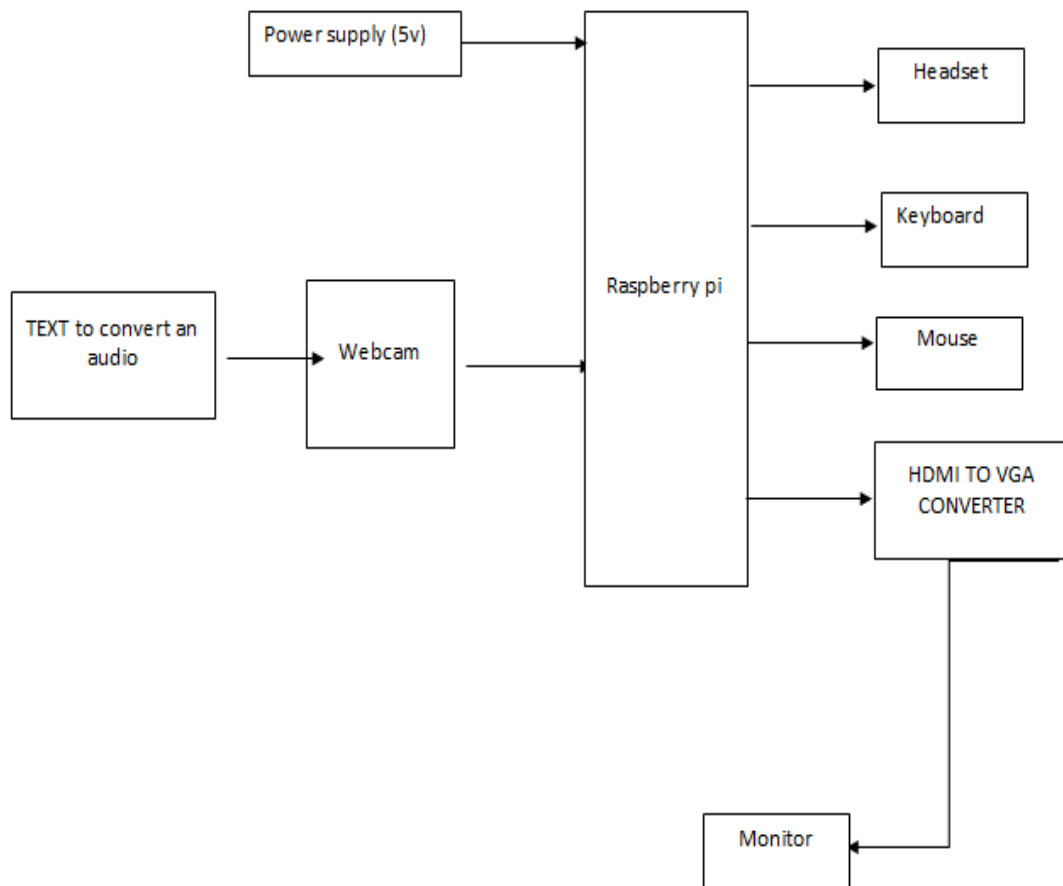 Power supply (5v)
Headset
Keyboard
Raspberry pi
TEXT to convert an
audio
Webcam
Mouse
HDMI TO VGA
CONVERTER
Monitor